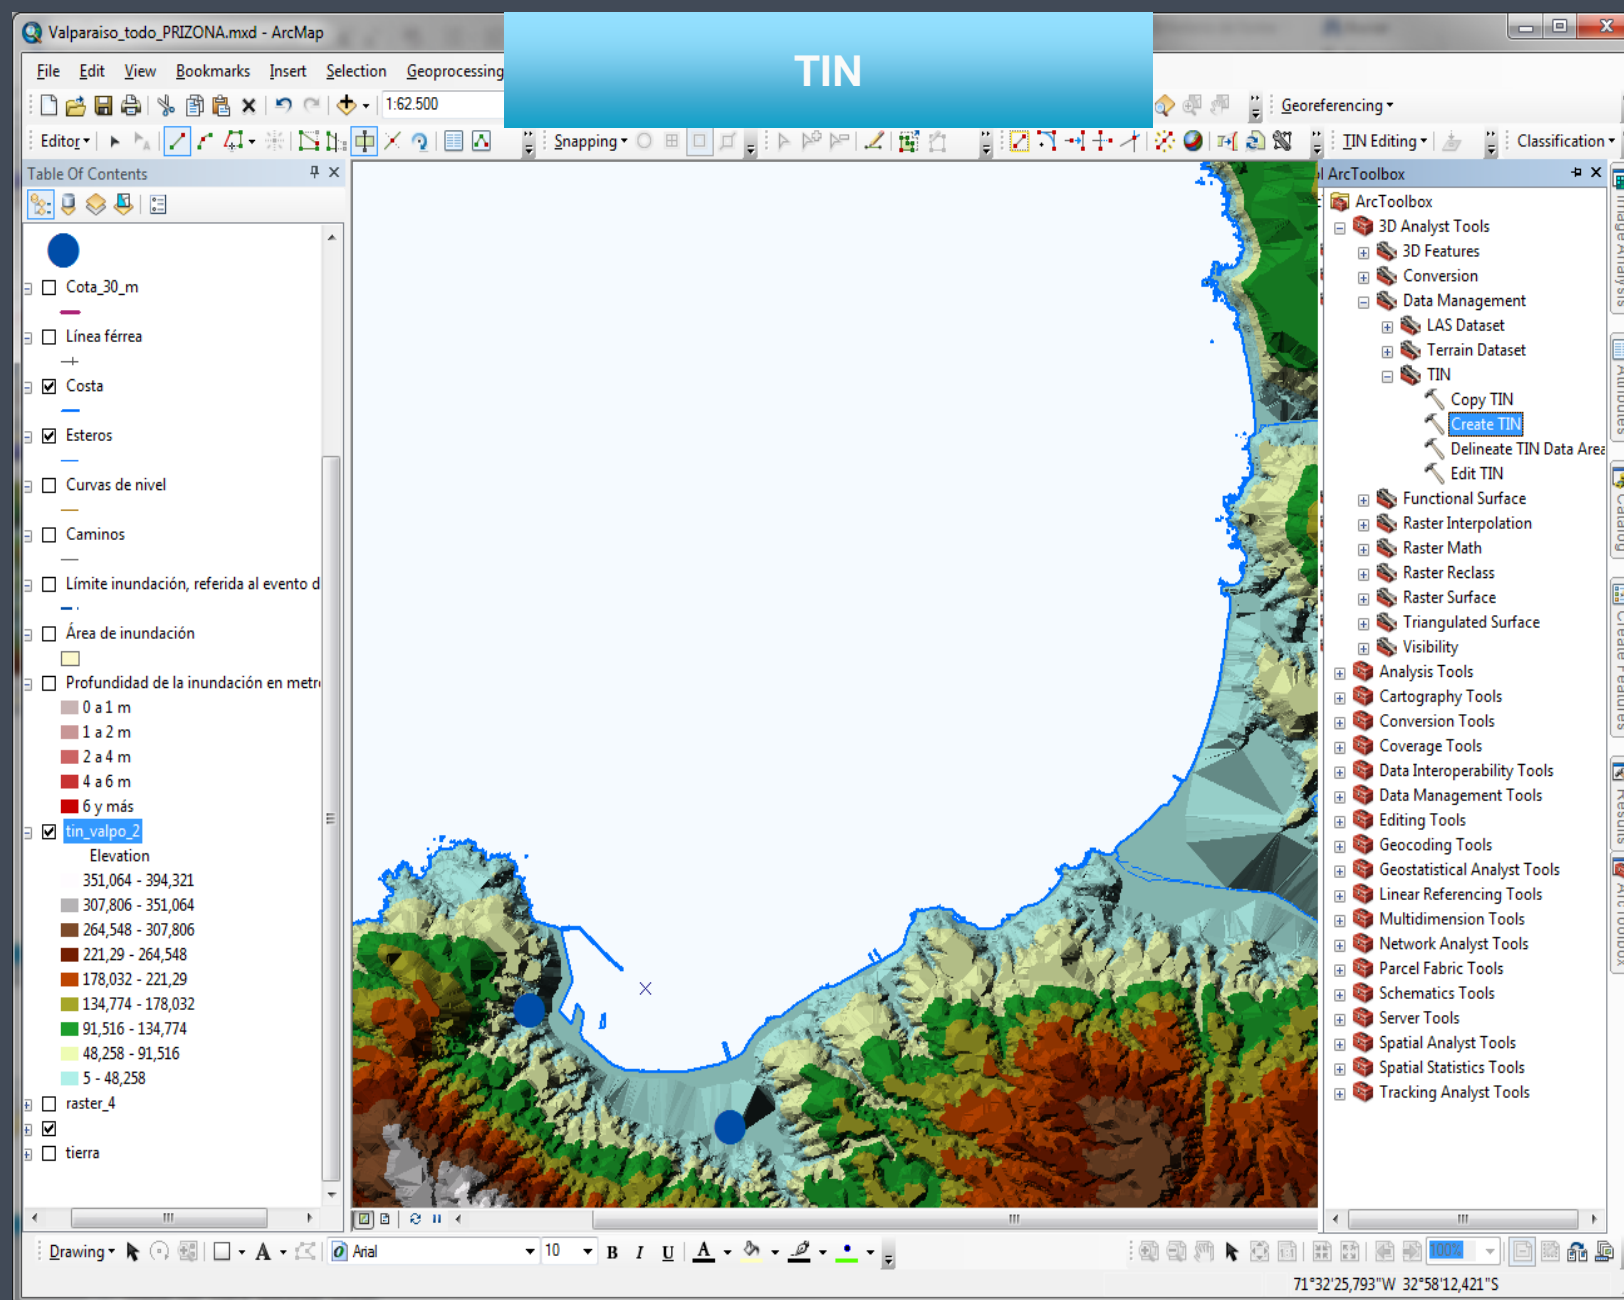 Valparaiso_todo_PRIZONA.mxd - ArcMap
TIN
File Edit View Bookmarks Insert Selection Geoprocessing
1:62.500
Georeferencing
Editor
Snapping
TIN Editing
Classification
Table Of Contents
Cota_30_m
Línea férrea
Costa
Esteros
Curvas de nivel
Caminos
Límite inundación, referida al evento d
Área de inundación
Profundidad de la inundación en metr
0 a 1 m
1 a 2 m
2 a 4 m
4 a 6 m
6 y más
tin_valpo_2
Elevation
351,064 - 394,321
307,806 - 351,064
264,548 - 307,806
221,29 - 264,548
178,032 - 221,29
134,774 - 178,032
91,516 - 134,774
48,258 - 91,516
5 - 48,258
raster_4
tierra
ArcToolbox
ArcToolbox
3D Analyst Tools
3D Features
Conversion
Data Management
LAS Dataset
Terrain Dataset
TIN
Copy TIN
Create TIN
Delineate TIN Data Area
Edit TIN
Functional Surface
Raster Interpolation
Raster Math
Raster Reclass
Raster Surface
Triangulated Surface
Visibility
Analysis Tools
Cartography Tools
Conversion Tools
Coverage Tools
Data Interoperability Tools
Data Management Tools
Editing Tools
Geocoding Tools
Geostatistical Analyst Tools
Linear Referencing Tools
Multidimension Tools
Network Analyst Tools
Parcel Fabric Tools
Schematics Tools
Server Tools
Spatial Analyst Tools
Spatial Statistics Tools
Tracking Analyst Tools
Image Analysis
Attributes
Catalog
Create Features
Results
ArcToolbox
Drawing
A
Arial
10
B I U A
100%
71°32'25,793"W 32°58'12,421"S